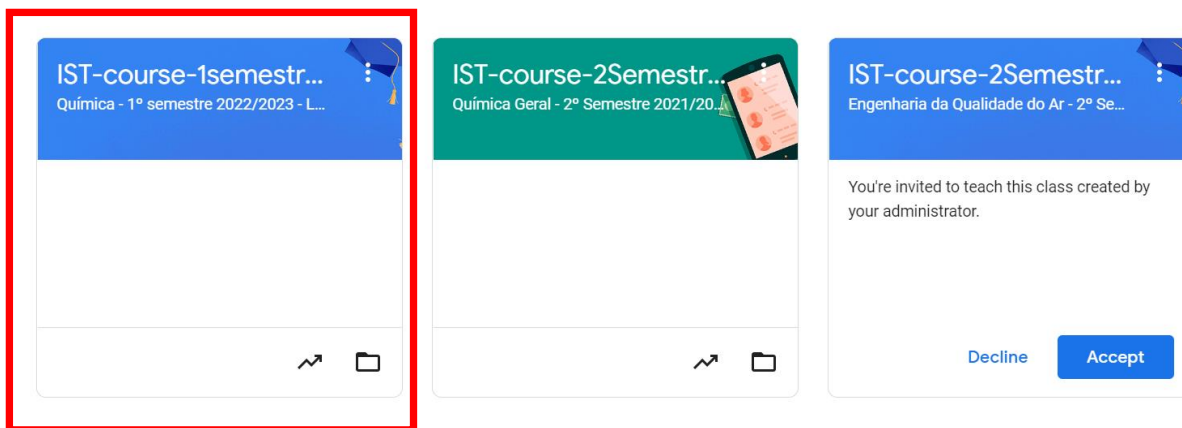 IST-course-1semestr...
Química - 1º semestre 2022/2023 - L...
IST-course-2Semestr...
Química Geral - 2º Semestre 2021/20...
IST-course-2Semestr...
Engenharia da Qualidade do Ar - 2º Se...
You're invited to teach this class created by
your administrator.
Decline
Accept